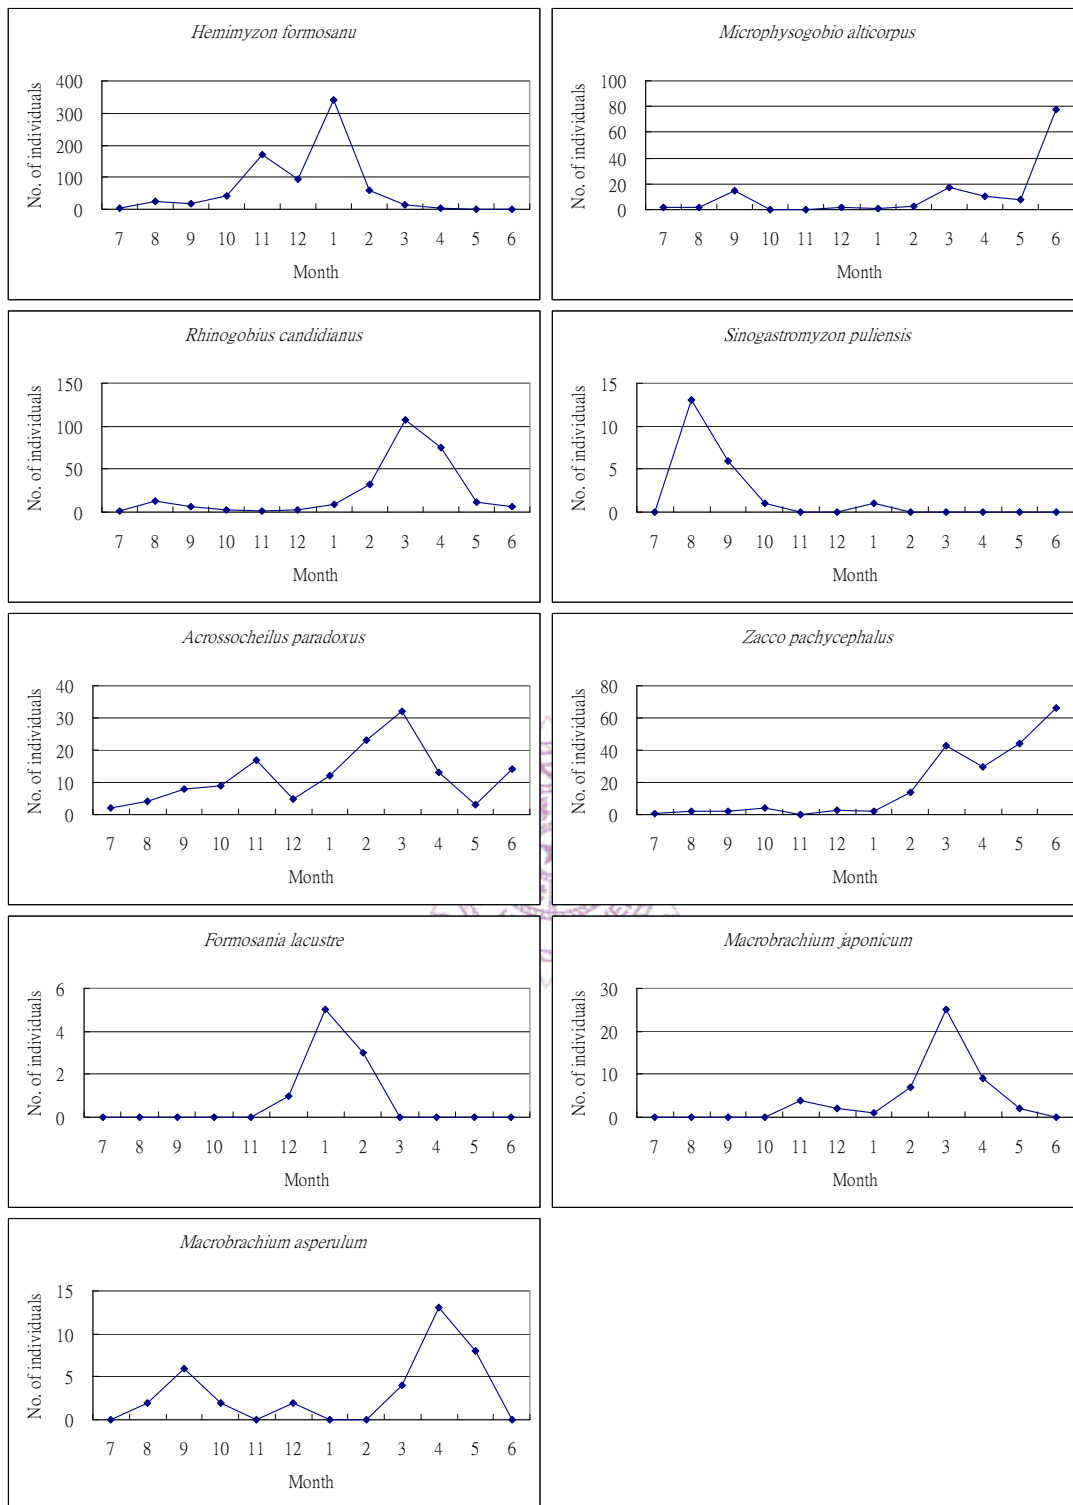 Hemimyzon formosanu
No. of individuals
400
300
200
100
0
7 8 9 10 11 12 1 2 3 4 5 6
Month
Microphysogobio alticorpus
No. of individuals
100
80
60
40
20
0
7 8 9 10 11 12 1 2 3 4 5 6
Month
Rhinogobius candidianus
No. of individuals
150
100
50
0
7 8 9 10 11 12 1 2 3 4 5 6
Month
Sinogastromyzon puliensis
No. of individuals
15
10
5
0
7 8 9 10 11 12 1 2 3 4 5 6
Month
Acrossocheilus paradoxus
No. of individuals
40
30
20
10
0
7 8 9 10 11 12 1 2 3 4 5 6
Month
Zacco pachycephalus
No. of individuals
80
60
40
20
0
7 8 9 10 11 12 1 2 3 4 5 6
Month
Formosania lacustre
No. of individuals
6
4
2
0
7 8 9 10 11 12 1 2 3 4 5 6
Month
Macrobrachium japonicum
No. of individuals
30
20
10
0
7 8 9 10 11 12 1 2 3 4 5 6
Month
Macrobrachium asperulum
No. of individuals
15
10
5
0
7 8 9 10 11 12 1 2 3 4 5 6
Month